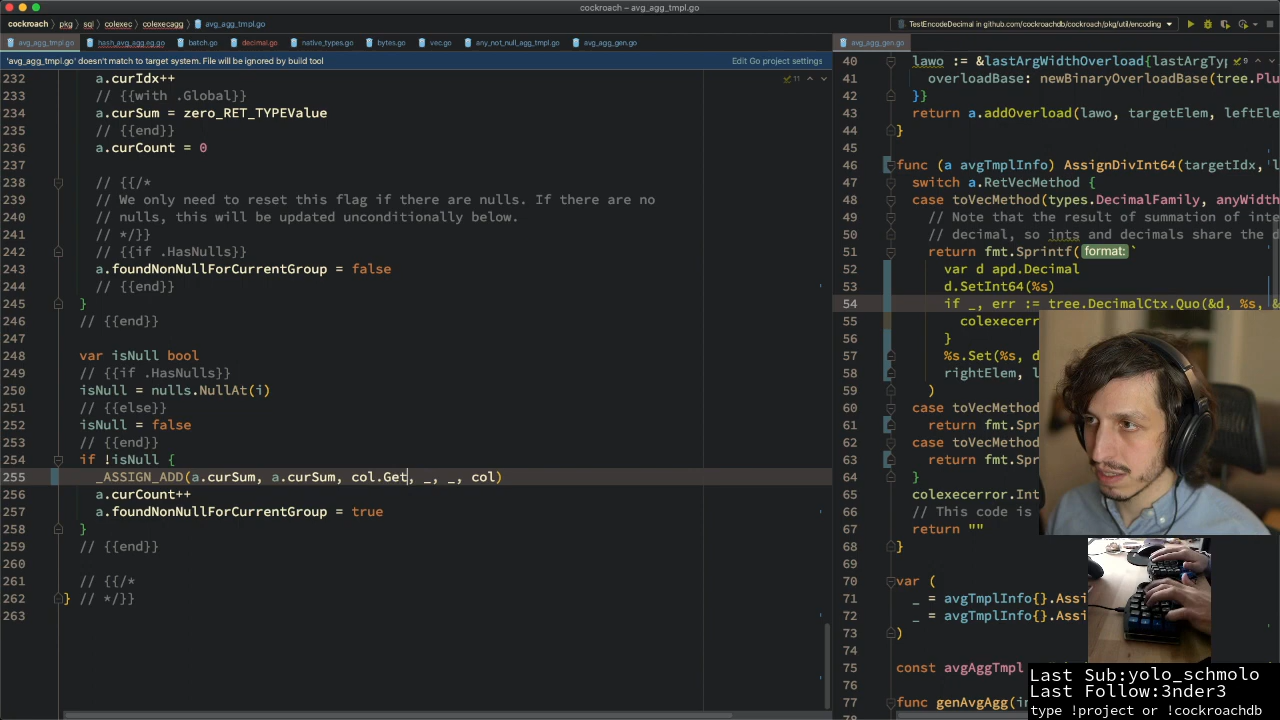 cockroach – avg_agg_tmpl.go
cockroach
pkg
sql
colexec
colexecagg
avg_agg_tmpl.go
TestEncodeDecimal in github.com/cockroachdb/cockroach/pkg/util/encoding
avg_agg_tmpl.go
hash_avg_agg.eg.go
batch.go
decimal.go
native_types.go
bytes.go
vec.go
any_not_null_agg_tmpl.go
avg_agg_gen.go
avg_agg_gen.go
'avg_agg_tmpl.go' doesn't match to target system. File will be ignored by build tool
Edit Go project settings
11
232 a.curIdx++
233 // {{with .Global}}
234 a.curSum = zero_RET_TYPEValue
235 // {{end}}
236 a.curCount = 0
237
238 // {{/*
239 // We only need to reset this flag if there are nulls. If there are no
240 // nulls, this will be updated unconditionally below.
241 // */}}
242 // {{if .HasNulls}}
243 a.foundNonNullForCurrentGroup = false
244 // {{end}}
245 }
246 // {{end}}
247
248 var isNull bool
249 // {{if .HasNulls}}
250 isNull = nulls.NullAt(i)
251 // {{else}}
252 isNull = false
253 // {{end}}
254 if !isNull {
255 _ASSIGN_ADD(a.curSum, a.curSum, col.Get, _, _, col)
256 a.curCount++
257 a.foundNonNullForCurrentGroup = true
258 }
259 // {{end}}
260
261 // {{/*
262 } // */}}
263
40 lawo := &lastArgWidthOverload{lastArgTy
9
41 overloadBase: newBinaryOverloadBase(tree.Plu
42 }}
43 return a.addOverload(lawo, targetElem, leftEle
44 }
45
46 func (a avgTmplInfo) AssignDivInt64(targetIdx, l
47 switch a.RetVecMethod {
48 case toVecMethod(types.DecimalFamily, anyWidth
49 // Note that the result of summation of inte
50 // decimal, so ints and decimals share the d
51 return fmt.Sprintf( format: `
52 var d apd.Decimal
53 d.SetInt64(%s)
54 if _, err := tree.DecimalCtx.Quo(&d, %s, &
55 colexecerr
56 }
57 %s.Set(%s, d
58 rightElem, l
59 )
60 case toVecMethod
61 return fmt.Spr
62 case toVecMethod
63 return fmt.Spr
64 }
65 colexecerror.Int
66 // This code is
67 return ""
68 }
69
70 var (
71 _ = avgTmplInfo{}.Assi
72 _ = avgTmplInfo{}.Assi
73 )
74
75 const avgAggTmpl
76
77 func genAvgAgg(in
Last Sub:yolo_schmolo
Last Follow:3nder3
type !project or !cockroachdb